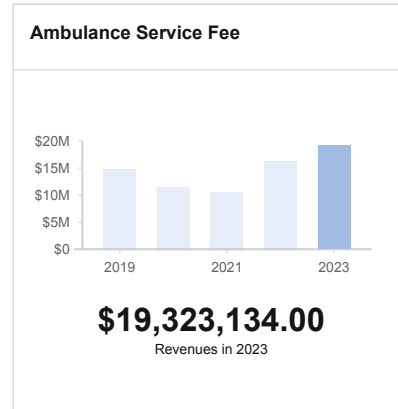 Ambulance Service Fee
$20M
$15M
$10M
$5M
$0
2019 2021 2023
$19,323,134.00
Revenues in 2023